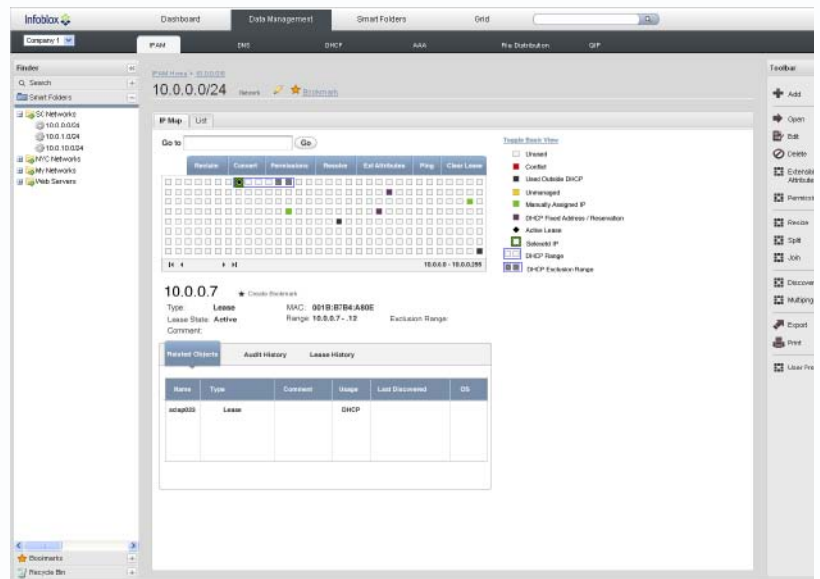 Infoblox
Dashboard
Data Management
Smart Folders
Grid
Company 1
IPAM
DNS
DHCP
AAA
File Distribution
Finder
Search
Smart Folders
SC Networks
10.0.0.0/24
10.0.1.0/24
10.0.10.0/24
NYC Networks
My Networks
Web Servers
Bookmarks
Recycle Bin
IPAM Home > 10.0.0.0/0
10.0.0.0/24
Network
Bookmark
IP Map
List
Go to
Go
Reclaim
Convert
Permissions
Resolve
Ext Attributes
Ping
Clear Lease
Toggle Basic View
Unused
Conflict
Used Outside DHCP
Unmanaged
Manually Assigned IP
DHCP Fixed Address / Reservation
Active Lease
Selected IP
DHCP Range
DHCP Exclusion Range
10.0.0.7
Create Bookmark
Type: Lease
MAC: 001B:B7B4:A80E
Lease State: Active
Range: 10.0.0.7 - .12
Exclusion Range:
Comment:
Related Objects
Audit History
Lease History
Name
Type
Comment
Usage
Last Discovered
OS
Lease
DHCP
Toolbar
Add
Open
Edit
Delete
Resize
Split
Join
Export
Print